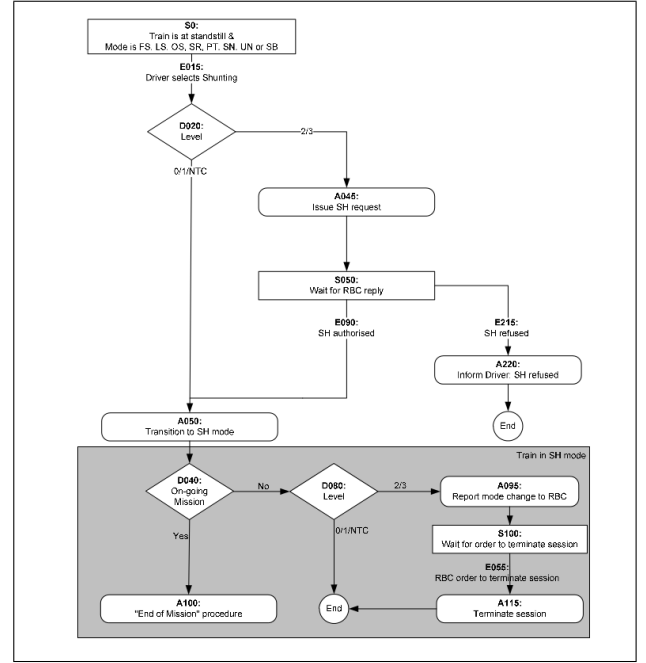 S0:
Train is at standstill &
Mode is FS. LS. OS, SR, PT. SN. UN or SB
E015:
Driver selects Shunting
D020:
Level
2/3
0/1/NTC
A045:
Issue SH request
S050:
Wait for RBC reply
E090:
SH authorised
E215:
SH refused
A220:
Inform Driver: SH refused
End
A050:
Transition to SH mode
Train in SH mode
D040:
On-going
Mission
No
D080:
Level
2/3
A095:
Report mode change to RBC
Yes
0/1/NTC
S100:
Wait for order to terminate session
E055:
RBC order to terminate session
A100:
"End of Mission" procedure
End
A115:
Terminate session